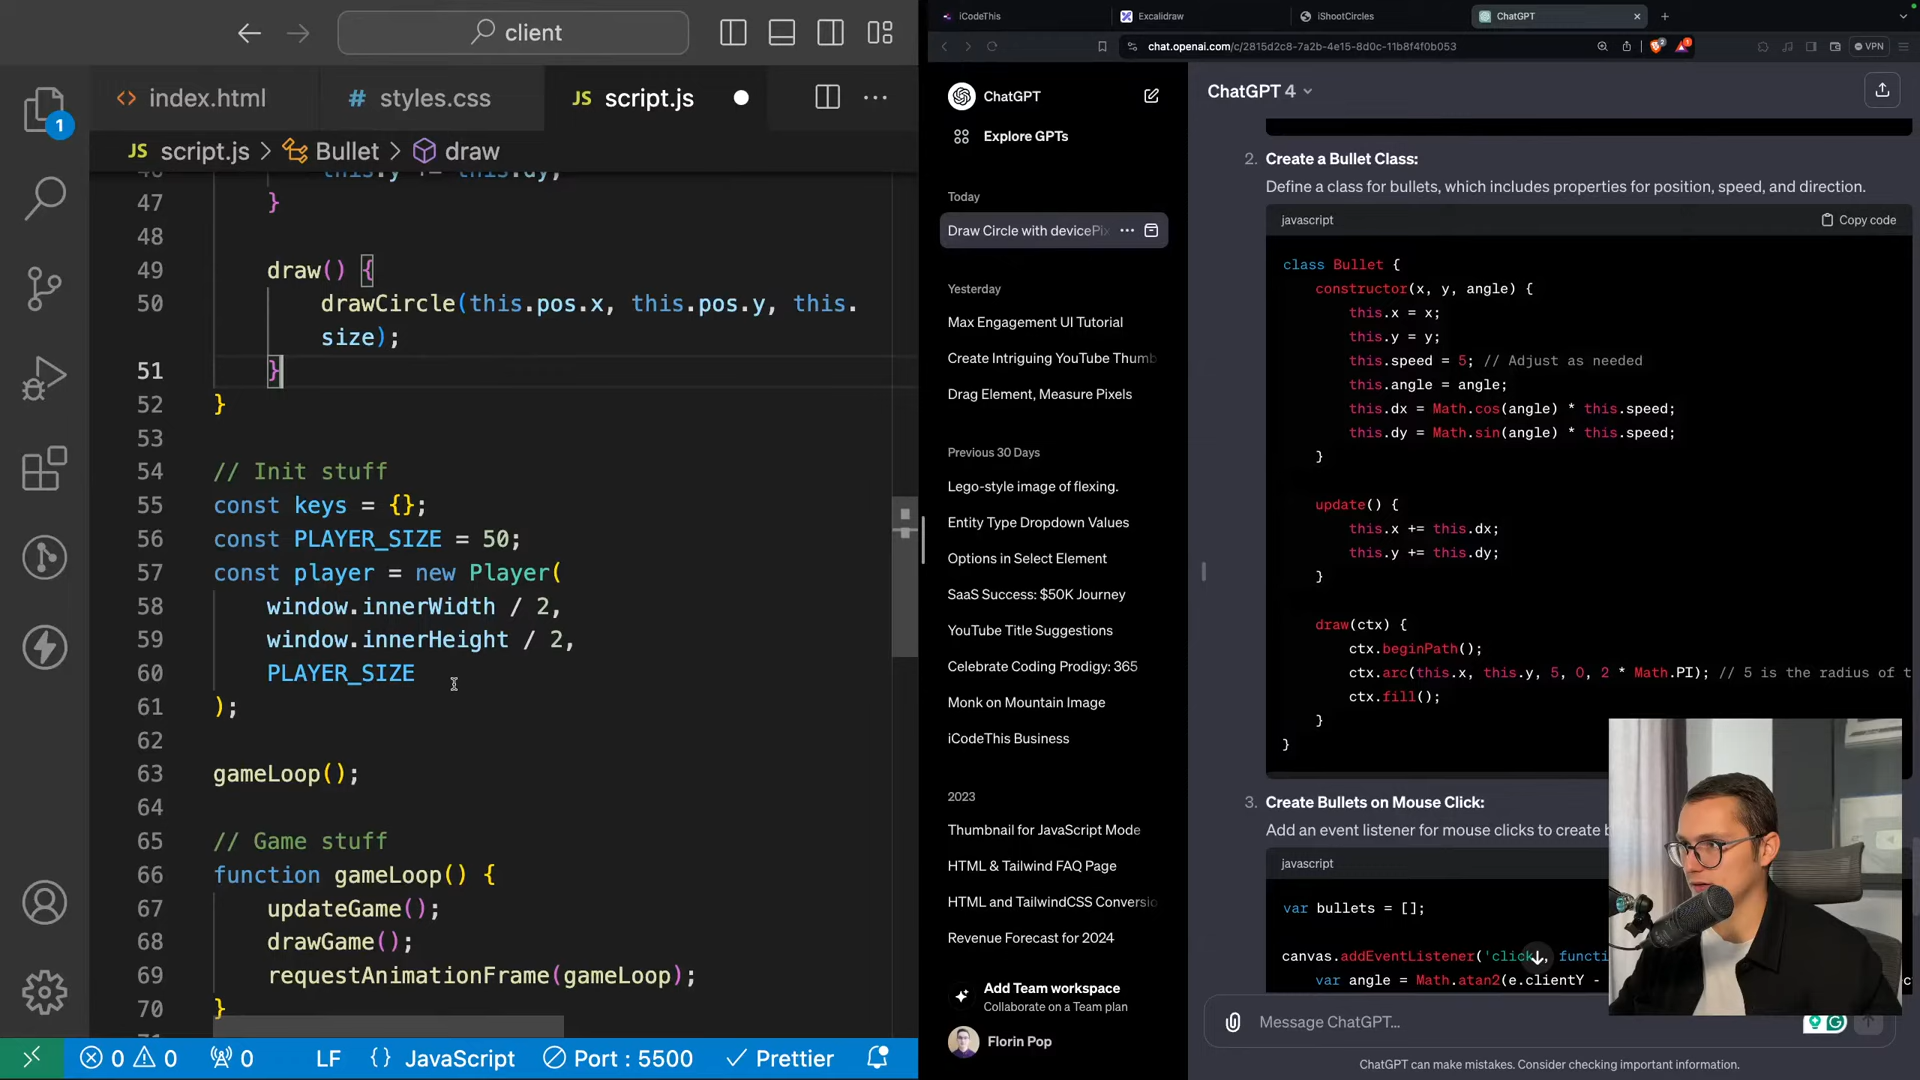 client
index.html
# styles.css
JS script.js
1
JS script.js > Bullet > draw
47 }
48
49 draw() {
50 drawCircle(this.pos.x, this.pos.y, this.
size);
51 }
52 }
53
54 // Init stuff
55 const keys = {};
56 const PLAYER_SIZE = 50;
57 const player = new Player(
58 window.innerWidth / 2,
59 window.innerHeight / 2,
60 PLAYER_SIZE
61 );
62
63 gameLoop();
64
65 // Game stuff
66 function gameLoop() {
67 updateGame();
68 drawGame();
69 requestAnimationFrame(gameLoop);
70 }
0 0 0 LF {} JavaScript Port : 5500 Prettier
iCodeThis
Excalidraw
iShootCircles
ChatGPT
chat.openai.com/c/2815d2c8-7a2b-4e15-8d0c-11b8f4f0b053
VPN
ChatGPT
Explore GPTs
Today
Draw Circle with devicePix
Yesterday
Max Engagement UI Tutorial
Create Intriguing YouTube Thumb
Drag Element, Measure Pixels
Previous 30 Days
Lego-style image of flexing.
Entity Type Dropdown Values
Options in Select Element
SaaS Success: $50K Journey
YouTube Title Suggestions
Celebrate Coding Prodigy: 365
Monk on Mountain Image
iCodeThis Business
2023
Thumbnail for JavaScript Mode
HTML & Tailwind FAQ Page
HTML and TailwindCSS Conversio
Revenue Forecast for 2024
Add Team workspace
Collaborate on a Team plan
Florin Pop
ChatGPT 4
2. Create a Bullet Class:
Define a class for bullets, which includes properties for position, speed, and direction.
javascript
Copy code
class Bullet {
constructor(x, y, angle) {
this.x = x;
this.y = y;
this.speed = 5; // Adjust as needed
this.angle = angle;
this.dx = Math.cos(angle) * this.speed;
this.dy = Math.sin(angle) * this.speed;
}
update() {
this.x += this.dx;
this.y += this.dy;
}
draw(ctx) {
ctx.beginPath();
ctx.arc(this.x, this.y, 5, 0, 2 * Math.PI); // 5 is the radius of t
ctx.fill();
}
}
3. Create Bullets on Mouse Click:
Add an event listener for mouse clicks to create b
javascript
var bullets = [];
canvas.addEventListener('click', functi
var angle = Math.atan2(e.clientY -
Message ChatGPT...
ChatGPT can make mistakes. Consider checking important information.